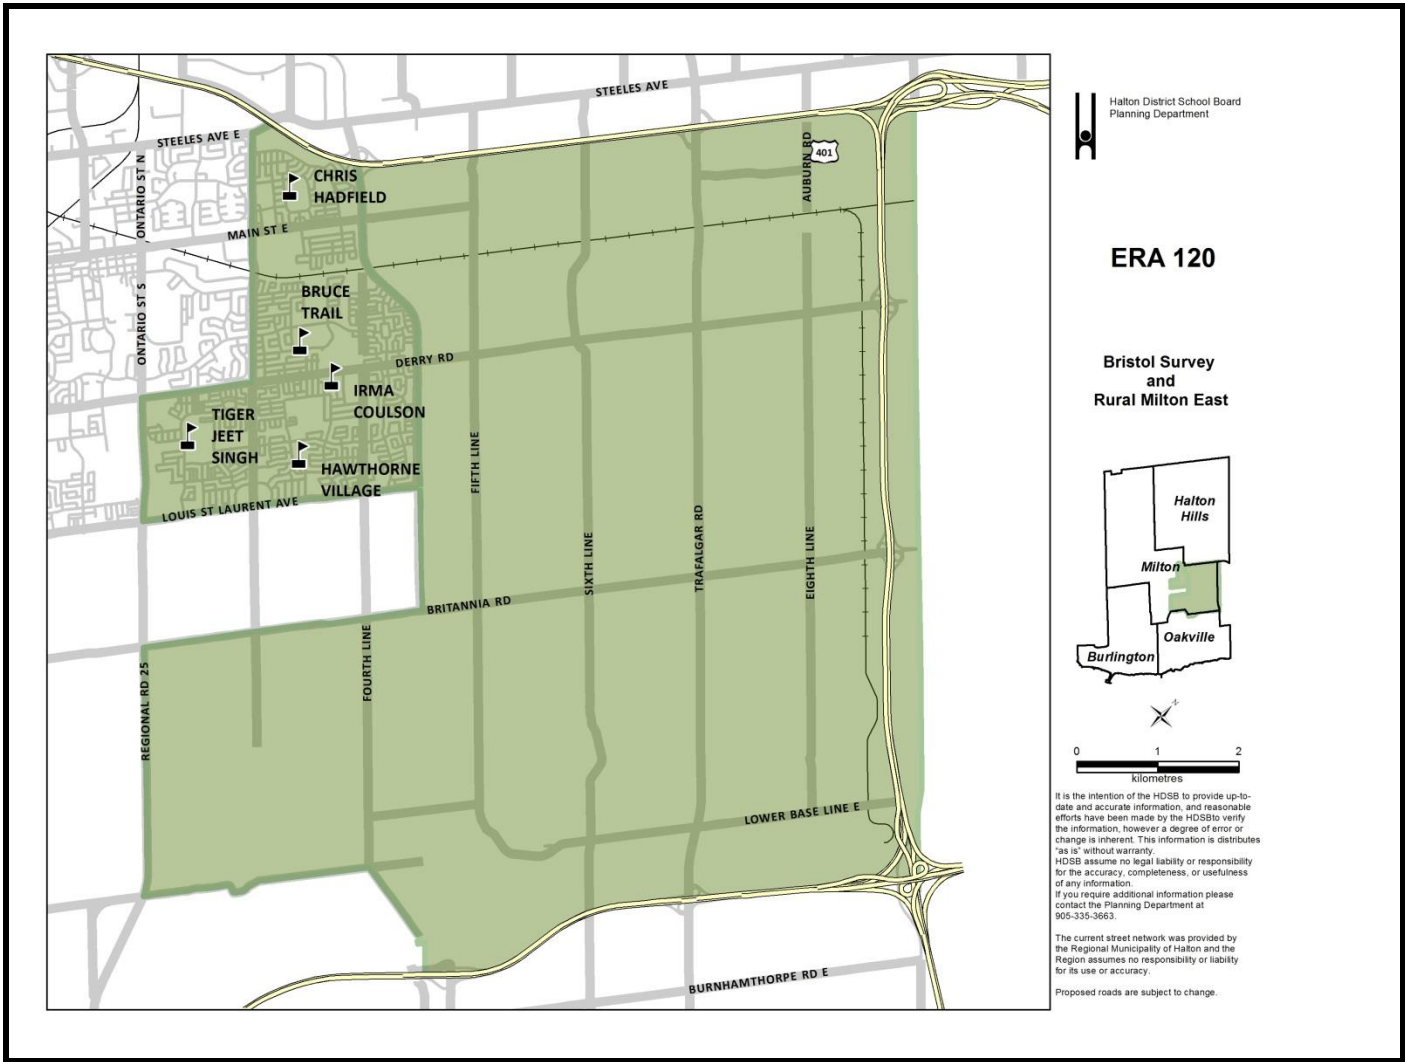 STEELES AVE
STEELES AVE E
401
AUBURN RD
ONTARIO ST N
CHRIS
HADFIELD
MAIN ST E
ONTARIO ST S
BRUCE
TRAIL
DERRY RD
IRMA
COULSON
TIGER
JEET
SINGH
HAWTHORNE
VILLAGE
LOUIS ST LAURENT AVE
FIFTH LINE
SIXTH LINE
TRAFALGAR RD
EIGHTH LINE
BRITANNIA RD
FOURTH LINE
REGIONAL RD 25
LOWER BASE LINE E
BURNHAMTHORPE RD E
Halton District School Board
Planning Department
ERA 120
Bristol Survey
and
Rural Milton East
Halton
Hills
Milton
Oakville
Burlington
N
0 1 2
kilometres
It is the intention of the HDSB to provide up-to-
date and accurate information, and reasonable
efforts have been made by the HDSBto verify
the information, however a degree of error or
change is inherent. This information is distributes
"as is" without warranty.
HDSB assume no legal liability or responsibility
for the accuracy, completeness, or usefulness
of any information.
If you require additional information please
contact the Planning Department at
905-335-3663.
The current street network was provided by
the Regional Municipality of Halton and the
Region assumes no responsibility or liability
for its use or accuracy.
Proposed roads are subject to change.